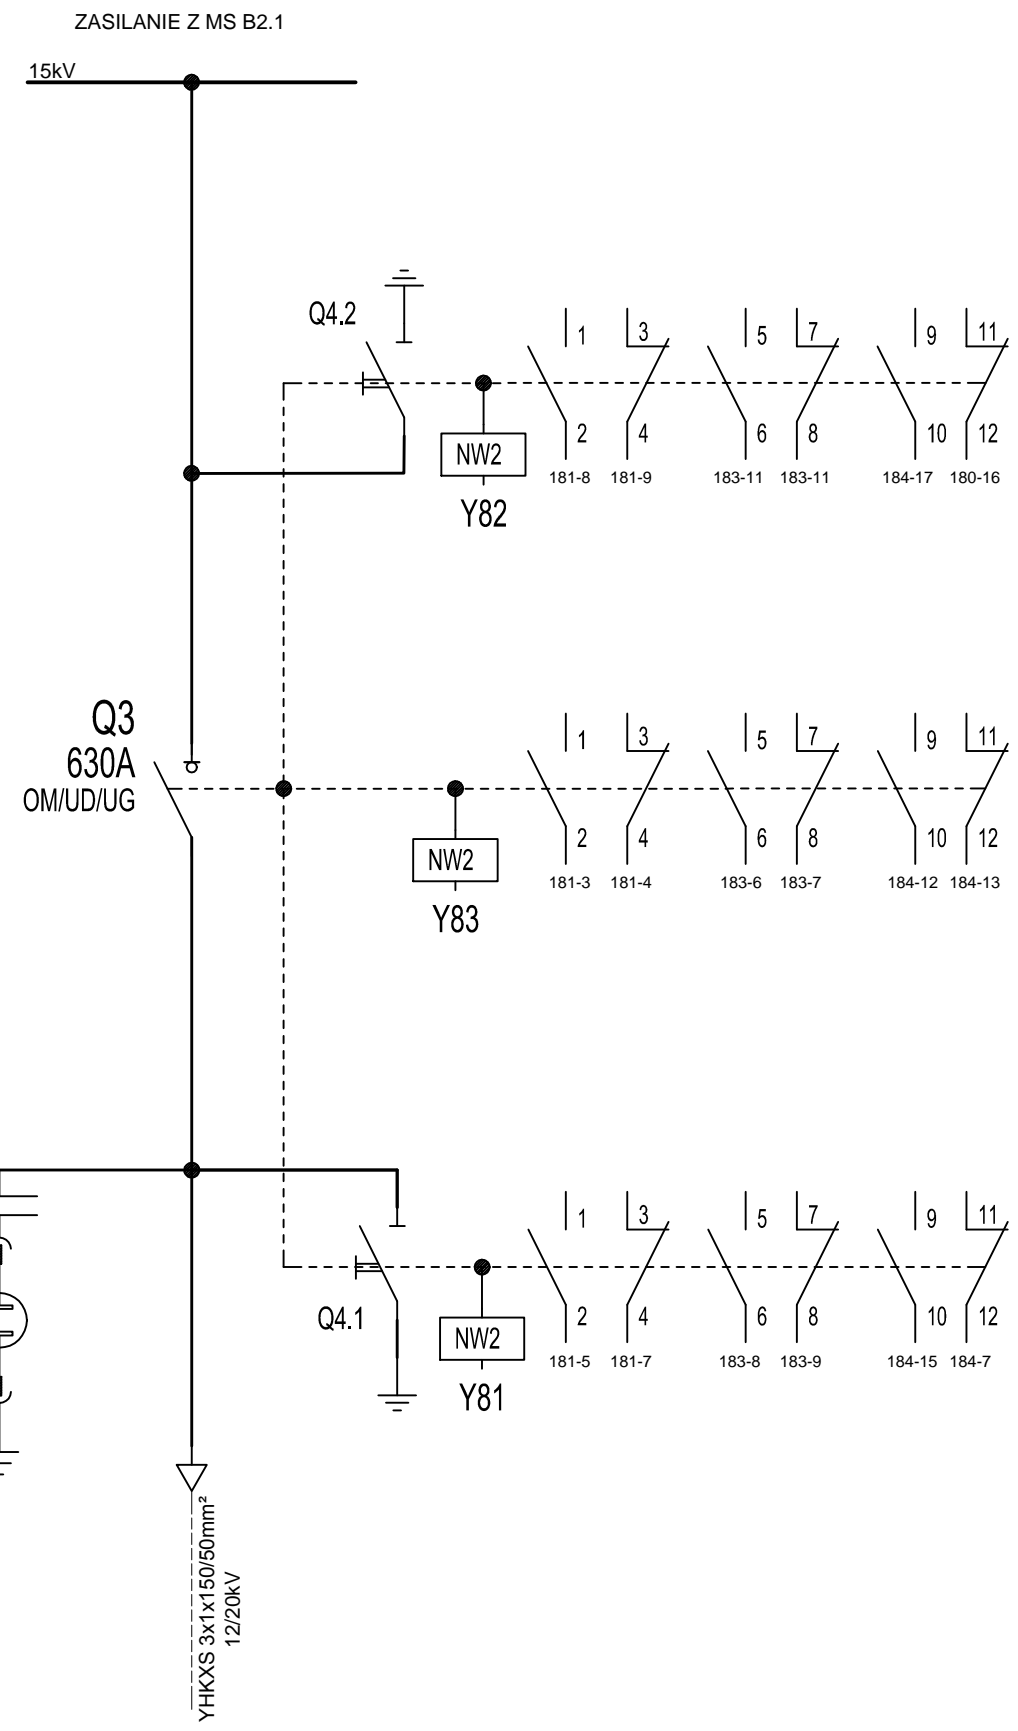 ZASILANIE Z MS B2.1
15kV
Q4.2
1 3 5 7 9 11
2 4 6 8 10 12
NW2
181-8 181-9 183-11 183-11 184-17 180-16
Y82
Q3
630A
OM/UD/UG
1 3 5 7 9 11
2 4 6 8 10 12
NW2
181-3 181-4 183-6 183-7 184-12 184-13
Y83
1 3 5 7 9 11
Q4.1
2 4 6 8 10 12
NW2
181-5 181-7 183-8 183-9 184-15 184-7
Y81
YHKXS 3x1x150/50mm²
12/20kV